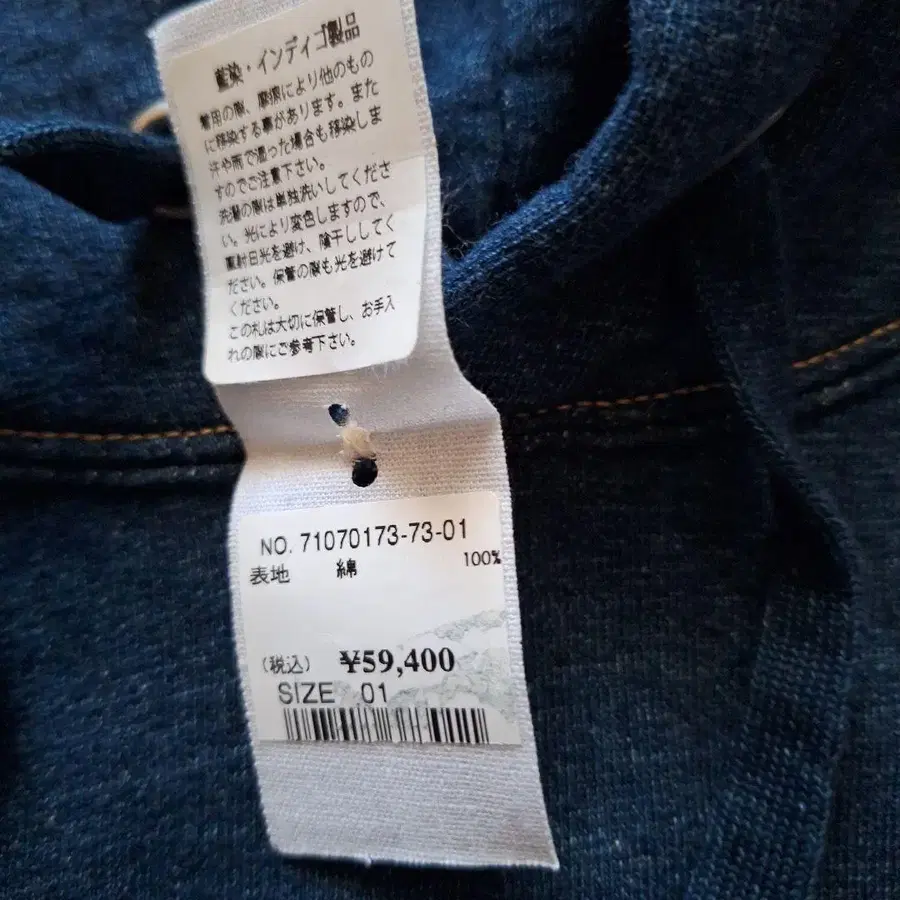 藍染・インディゴ製品
着用の際、摩擦により他のもの
に移染する事があります。また
汗や雨で湿った場合も移染しま
すのでご注意下さい。
洗濯の際は単独洗いしてくださ
い。光により変色しますので、
直射日光を避け、陰干ししてく
ださい。保管の際も光を避けて
ください。
この札は大切に保管し、お手入
れの際にご参考下さい。
NO. 71070173-73-01
表地 綿 100%
(税込) ¥59,400
SIZE 01